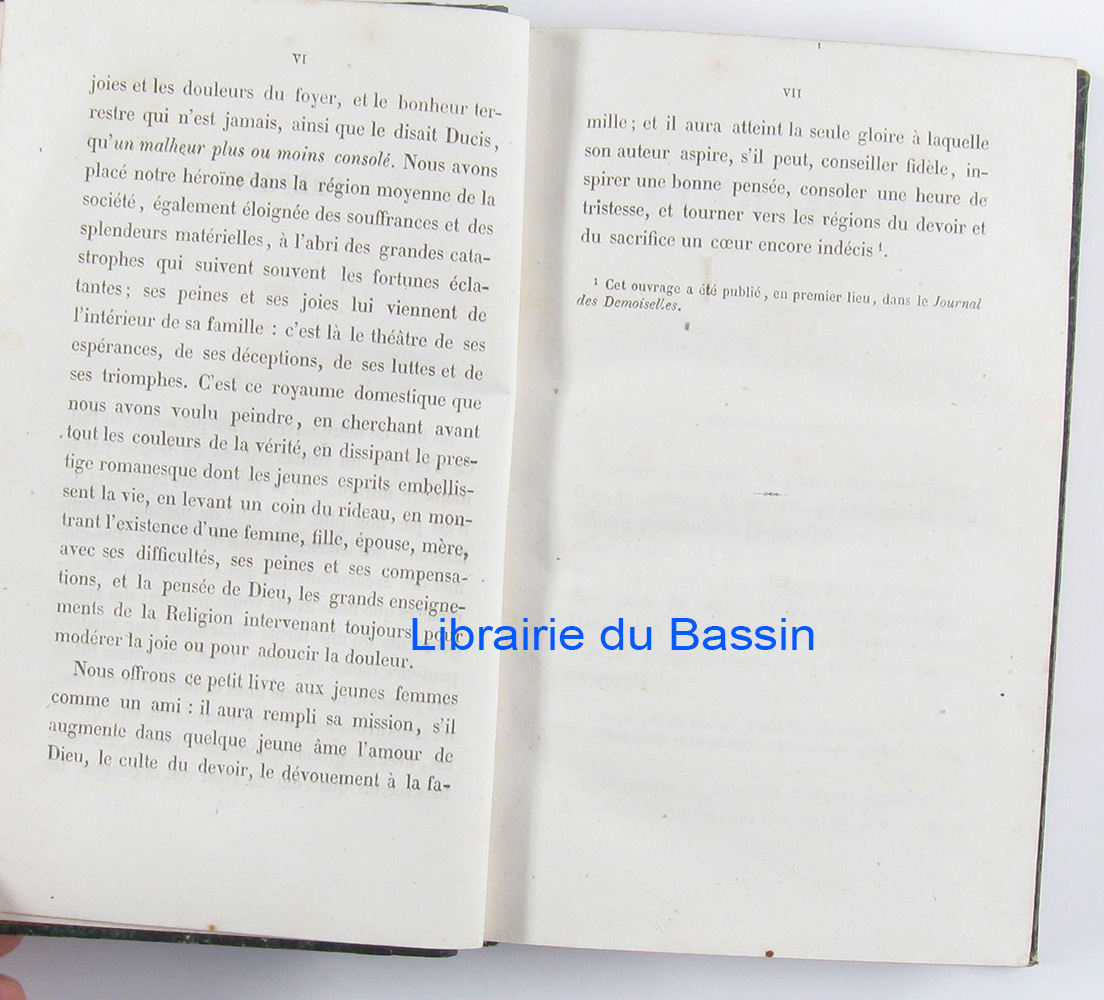 VI
joies et les douleurs du foyer, et le bonheur ter-
restre qui n'est jamais, ainsi que le disait Ducis,
qu'un malheur plus ou moins consolé. Nous avons
placé notre héroïne dans la région moyenne de la
société, également éloignée des souffrances et des
splendeurs matérielles, à l'abri des grandes cata-
strophes qui suivent souvent les fortunes écla-
tantes; ses peines et ses joies lui viennent de
l'intérieur de sa famille : c'est là le théâtre de ses
espérances, de ses déceptions, de ses luttes et de
ses triomphes. C'est ce royaume domestique que
nous avons voulu peindre, en cherchant avant
tout les couleurs de la vérité, en dissipant le pres-
tige romanesque dont les jeunes esprits embellis-
sent la vie, en levant un coin du rideau, en mon-
trant l'existence d'une femme, fille, épouse, mère,
avec ses difficultés, ses peines et ses compensa-
tions, et la pensée de Dieu, les grands enseigne-
ments de la Religion intervenant toujours pour
modérer la joie ou pour adoucir la douleur.
Nous offrons ce petit livre aux jeunes femmes
comme un ami : il aura rempli sa mission, s'il
augmente dans quelque jeune âme l'amour de
Dieu, le culte du devoir, le dévouement à la fa-
VII
mille; et il aura atteint la seule gloire à laquelle
son auteur aspire, s'il peut, conseiller fidèle, in-
spirer une bonne pensée, consoler une heure de
tristesse, et tourner vers les régions du devoir et
du sacrifice un cœur encore indécis ¹.
¹ Cet ouvrage a été publié, en premier lieu, dans le Journal
des Demoiselles.
Librairie du Bassin